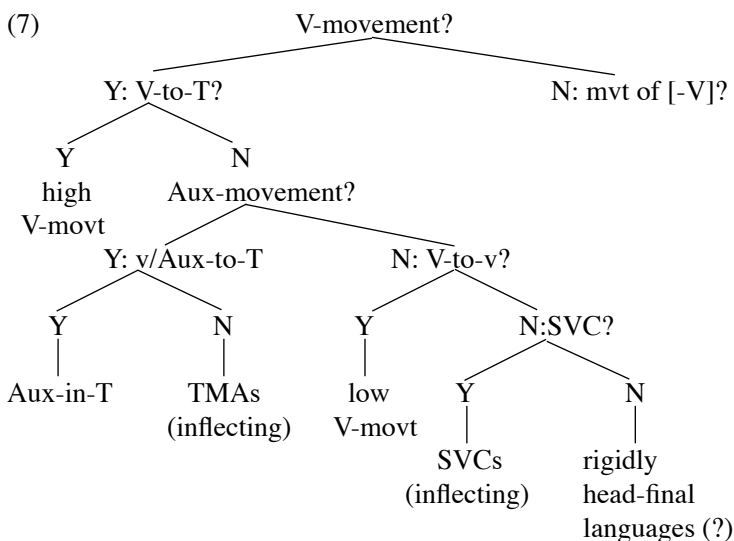 (7) V-movement?
Y: V-to-T? N: mvt of [-V]?
Y N
high Aux-movement?
V-movt
Y: v/Aux-to-T N: V-to-v?
Y N Y N:SVC?
Aux-in-T TMAs low Y N
(inflecting) V-movt
SVCs rigidly
(inflecting) head-final
languages (?)